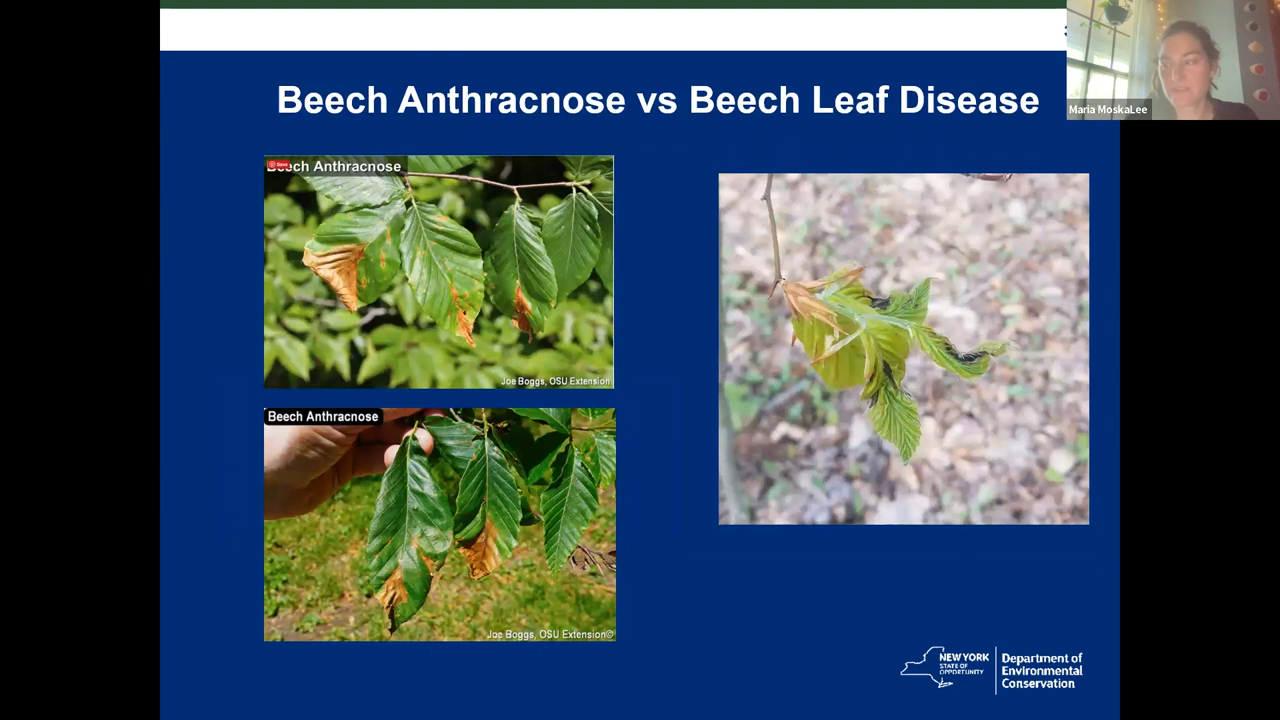 Maria MoskaLee
Beech Anthracnose vs Beech Leaf Disease
Save
Beech Anthracnose
Joe Boggs, OSU Extension
Beech Anthracnose
Joe Boggs, OSU Extension©
NEW YORK
STATE OF
OPPORTUNITY
Department of
Environmental
Conservation